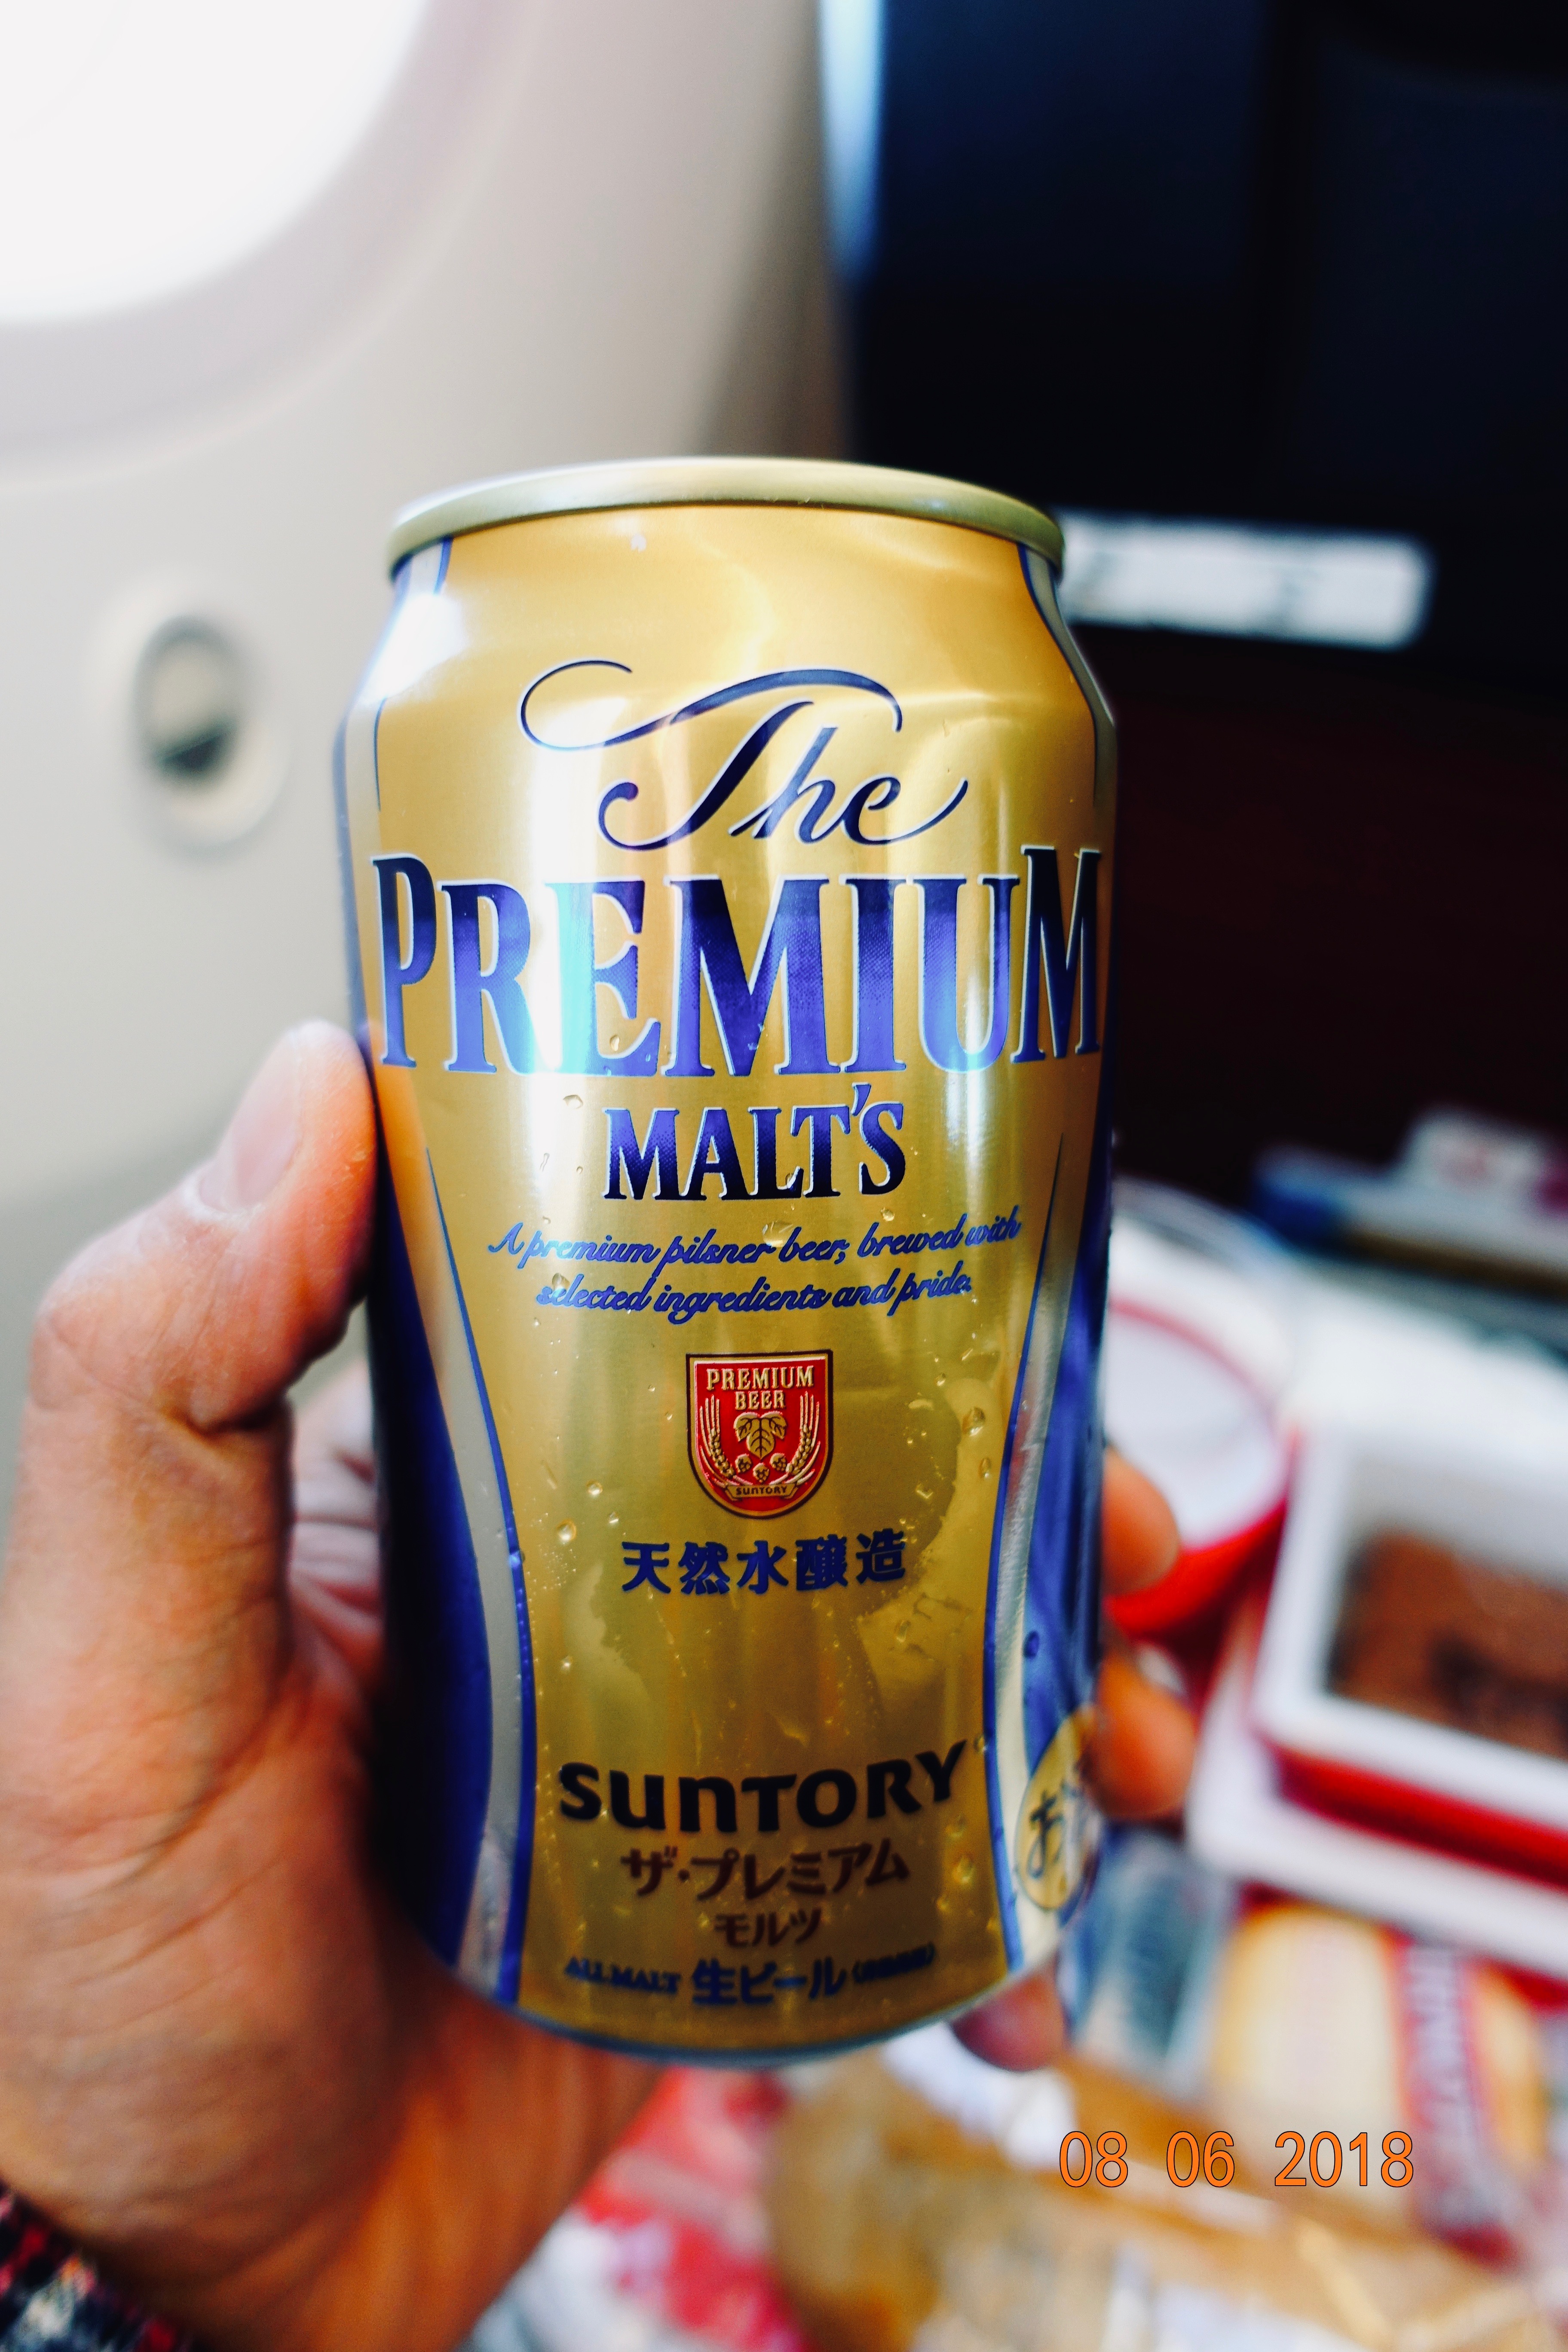 The
PREMIUM
MALT'S
A premium pilsner beer, brewed with
selected ingredients and pride.
PREMIUM
BEER
SUNTORY
天然水醸造
SUNTORY
ザ・プレミアム
モルツ
ALL MALT 生ビール
お
08 06 2018